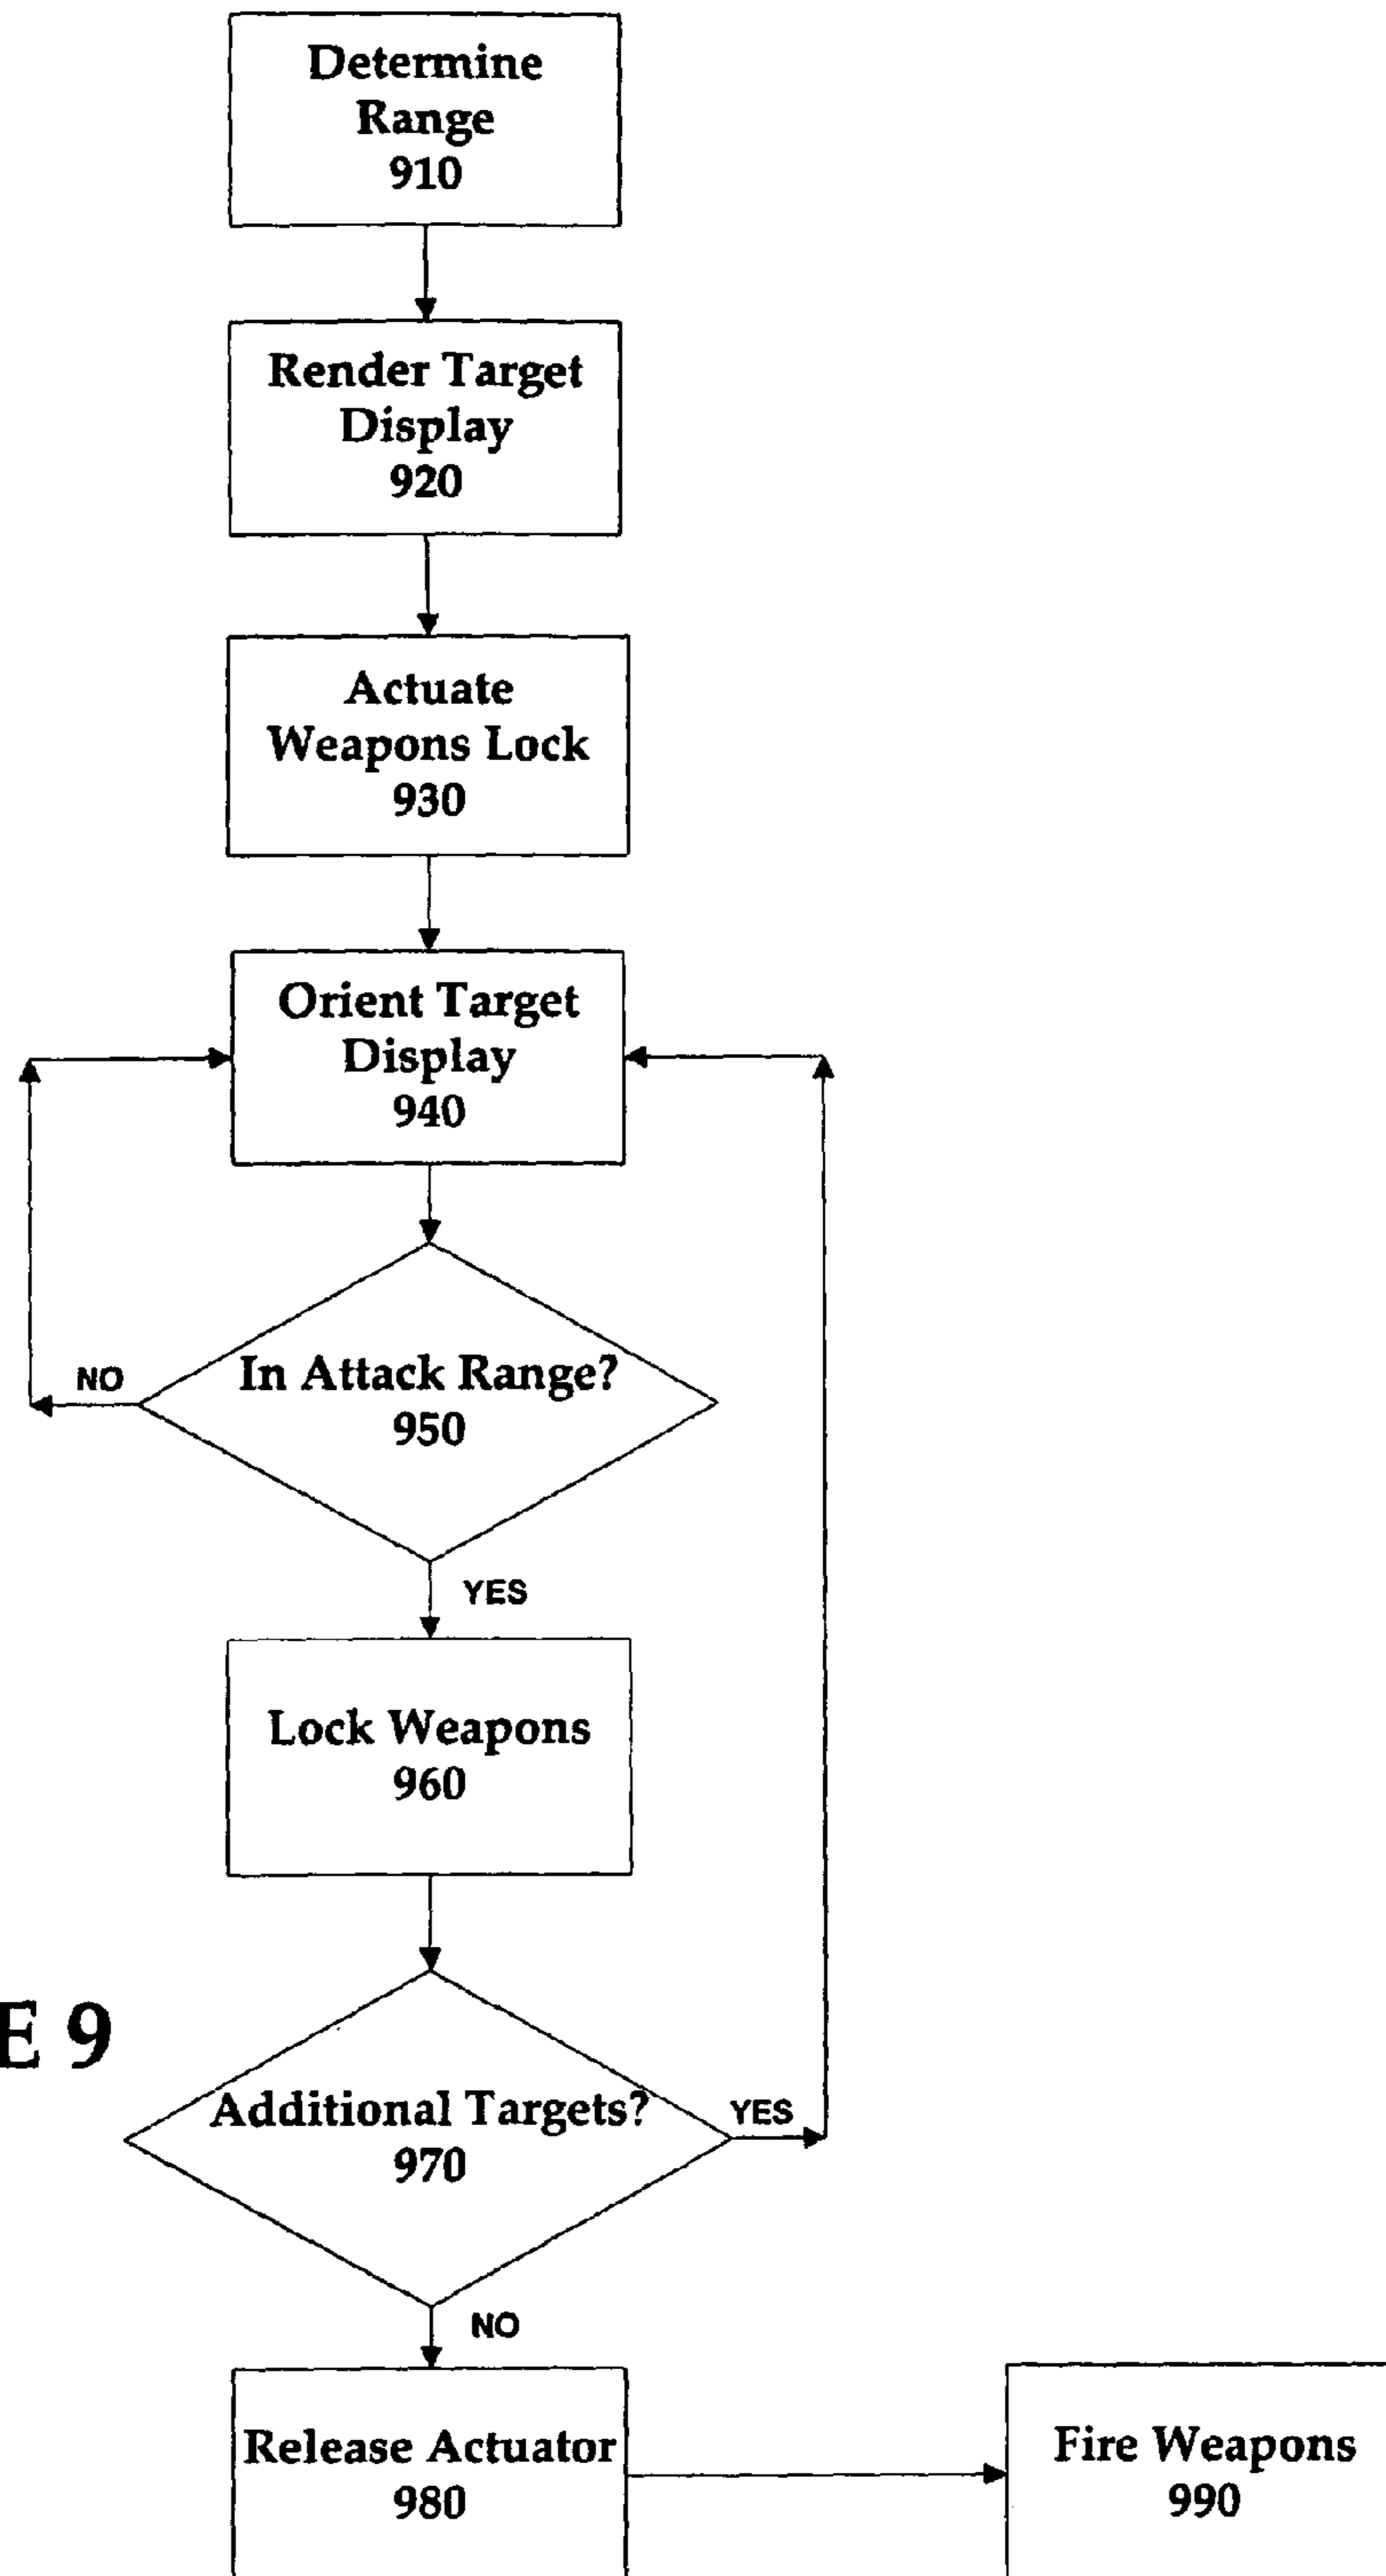 Determine
Range
910
Render Target
Display
920
Actuate
Weapons Lock
930
Orient Target
Display
940
In Attack Range?
950
NO
YES
Lock Weapons
960
E 9
Additional Targets?
970
YES
NO
Release Actuator
980
Fire Weapons
990